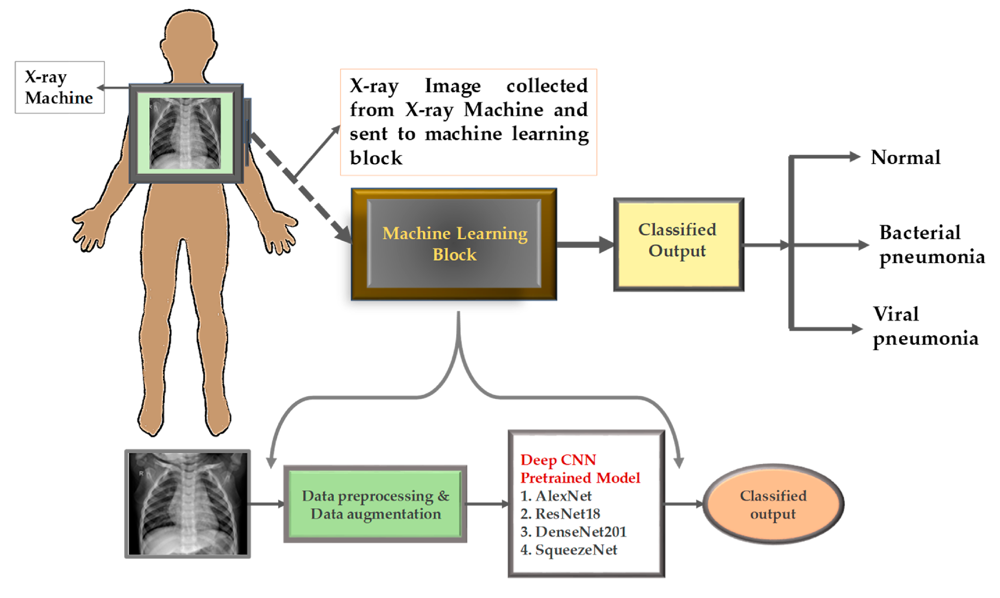 X-ray
Machine
X-ray Image collected
from X-ray Machine and
sent to machine learning
block
R
Machine Learning
Block
Classified
Output
Normal
Bacterial
pneumonia
Viral
pneumonia
R
Data preprocessing &
Data augmentation
Deep CNN
Pretrained Model
1. AlexNet
2. ResNet18
3. DenseNet201
4. SqueezeNet
Classified
output